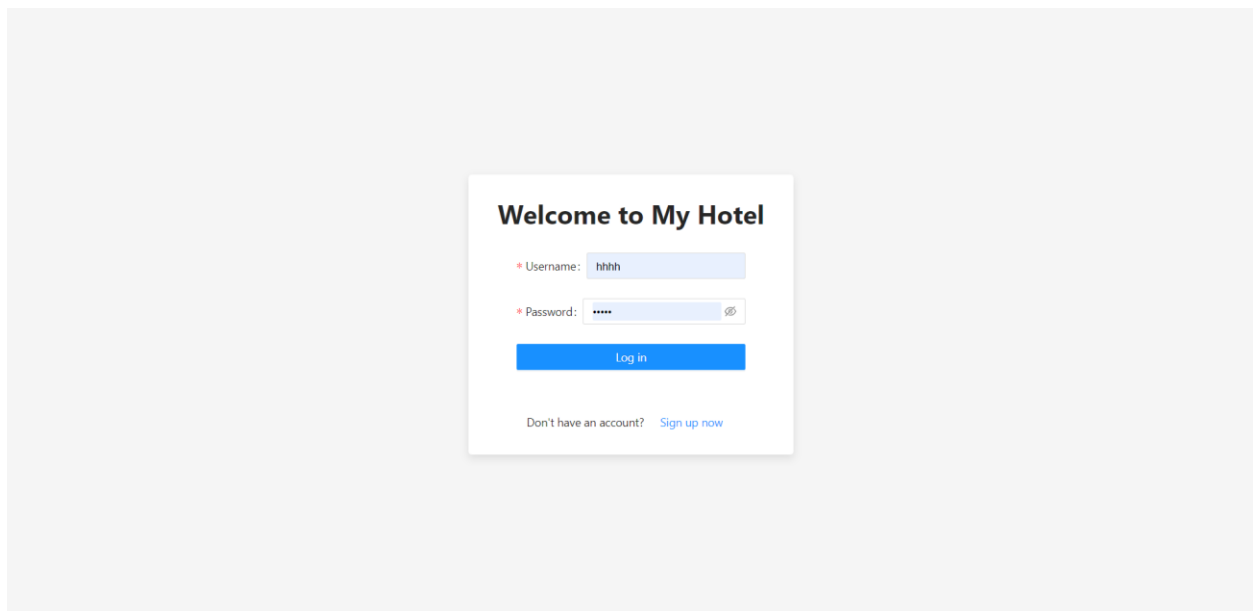 Welcome to My Hotel
* Username: hhhh
* Password: •••••
Log in
Don't have an account? Sign up now